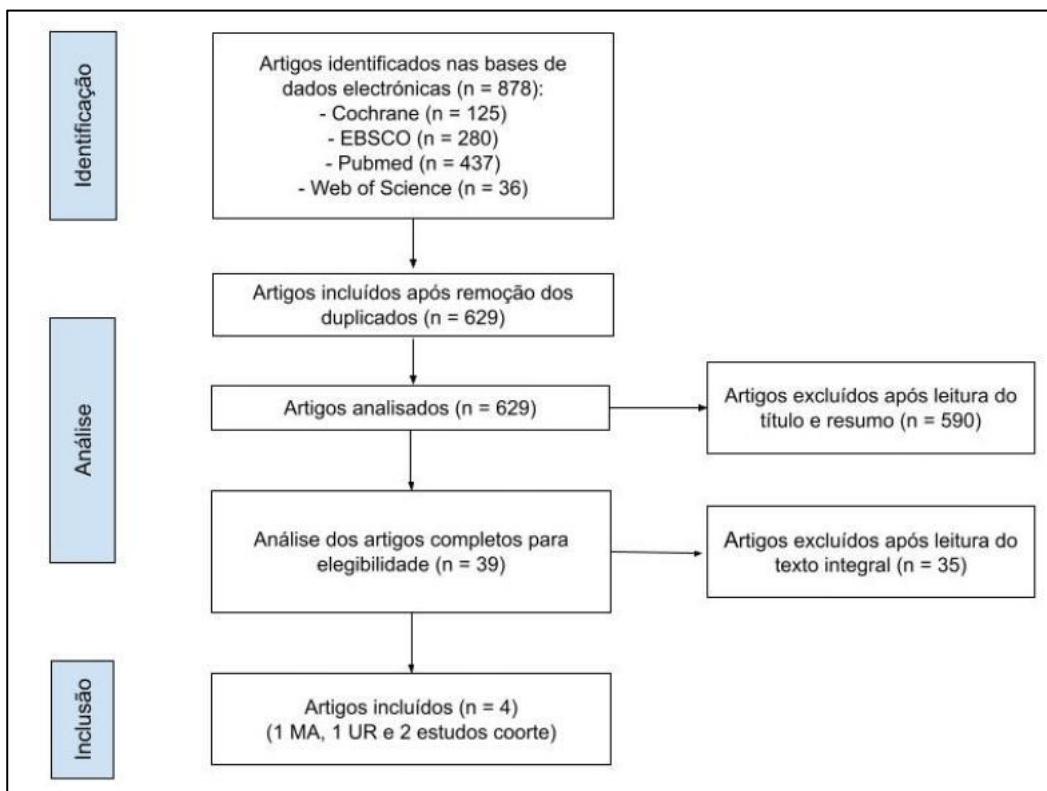 Identificação
Artigos identificados nas bases de
dados electrónicas (n = 878):
- Cochrane (n = 125)
- EBSCO (n = 280)
- Pubmed (n = 437)
- Web of Science (n = 36)
Análise
Artigos incluídos após remoção dos
duplicados (n = 629)
Artigos analisados (n = 629)
Artigos excluídos após leitura do
título e resumo (n = 590)
Análise dos artigos completos para
elegibilidade (n = 39)
Artigos excluídos após leitura do
texto integral (n = 35)
Inclusão
Artigos incluídos (n = 4)
(1 MA, 1 UR e 2 estudos coorte)